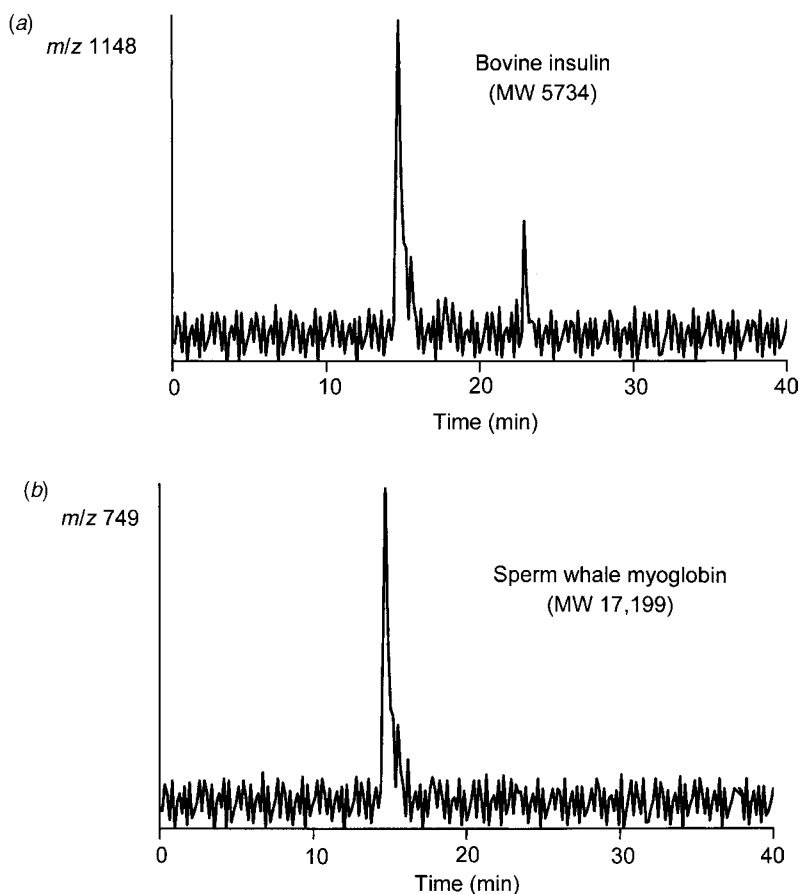 (a)
m/z 1148
Bovine insulin
(MW 5734)
0 10 20 30 40
Time (min)
(b)
m/z 749
Sperm whale myoglobin
(MW 17,199)
0 10 20 30 40
Time (min)